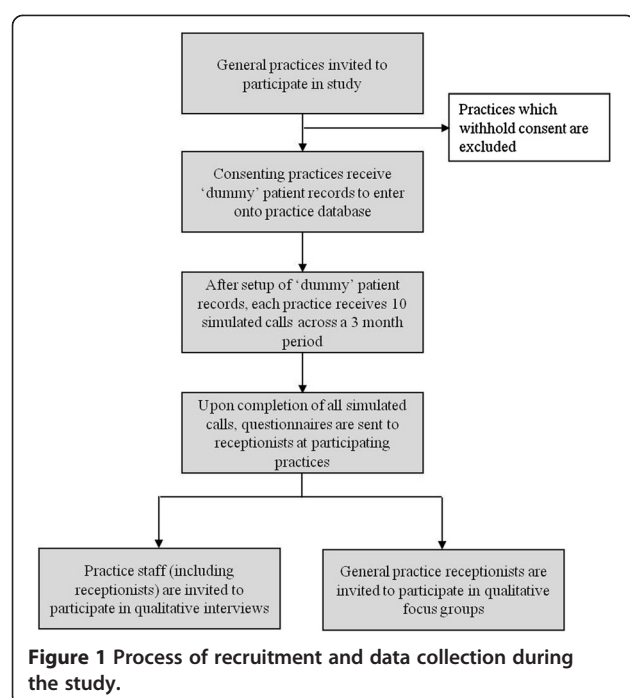 General practices invited to
participate in study
Practices which
withhold consent are
excluded
Consenting practices receive
‘dummy’ patient records to enter
onto practice database
After setup of ‘dummy’ patient
records, each practice receives 10
simulated calls across a 3 month
period
Upon completion of all simulated
calls, questionnaires are sent to
receptionists at participating
practices
Practice staff (including
receptionists) are invited to
participate in qualitative interviews
General practice receptionists are
invited to participate in qualitative
focus groups
Figure 1 Process of recruitment and data collection during
the study.